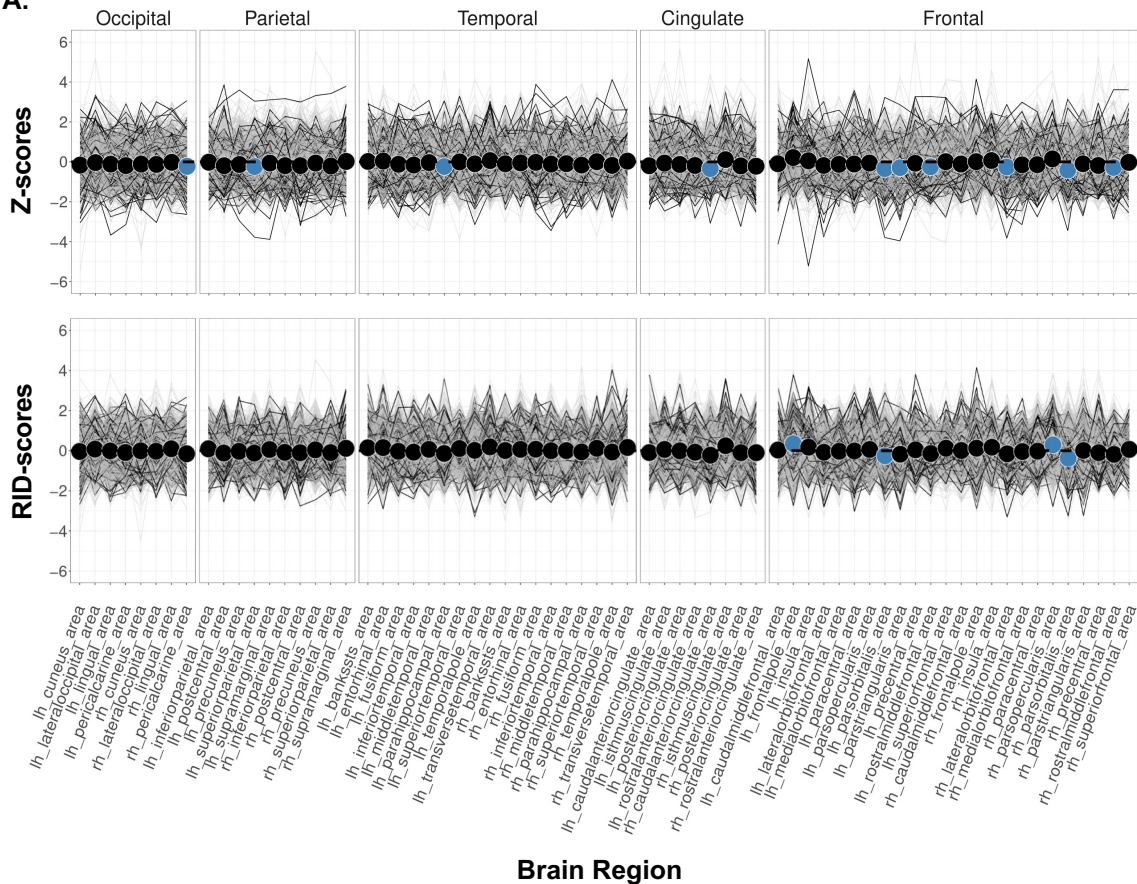 A.
Occipital
Parietal
Temporal
Cingulate
Frontal
Z-scores
6
4
2
0
−2
−4
−6
RID-scores
6
4
2
0
−2
−4
−6
lh_cuneus_area
lh_lateraloccipital_area
lh_lingual_area
lh_pericalcarine_area
rh_cuneus_area
rh_lateraloccipital_area
rh_lingual_area
rh_pericalcarine_area
lh_inferiorparietal_area
lh_postcentral_area
lh_precuneus_area
lh_superiorparietal_area
lh_supramarginal_area
rh_inferiorparietal_area
rh_postcentral_area
rh_precuneus_area
rh_superiorparietal_area
rh_supramarginal_area
lh_bankssts_area
lh_entorhinal_area
lh_fusiform_area
lh_inferiortemporal_area
lh_middletemporal_area
lh_parahippocampal_area
lh_superiortemporal_area
lh_temporalpole_area
lh_transversetemporal_area
rh_bankssts_area
rh_entorhinal_area
rh_fusiform_area
rh_inferiortemporal_area
rh_middletemporal_area
rh_parahippocampal_area
rh_superiortemporal_area
rh_temporalpole_area
rh_transversetemporal_area
lh_caudalanteriorcingulate_area
lh_isthmuscingulate_area
lh_posteriorcingulate_area
lh_rostralanteriorcingulate_area
rh_caudalanteriorcingulate_area
rh_isthmuscingulate_area
rh_posteriorcingulate_area
rh_rostralanteriorcingulate_area
lh_caudalmiddlefrontal_area
lh_frontalpole_area
lh_insula_area
lh_lateralorbitofrontal_area
lh_medialorbitofrontal_area
lh_paracentral_area
lh_parsopercularis_area
lh_parsorbitalis_area
lh_parstriangularis_area
lh_precentral_area
lh_rostralmiddlefrontal_area
lh_superiorfrontal_area
rh_caudalmiddlefrontal_area
rh_frontalpole_area
rh_insula_area
rh_lateralorbitofrontal_area
rh_medialorbitofrontal_area
rh_paracentral_area
rh_parsopercularis_area
rh_parsorbitalis_area
rh_parstriangularis_area
rh_precentral_area
rh_rostralmiddlefrontal_area
rh_superiorfrontal_area
Brain Region